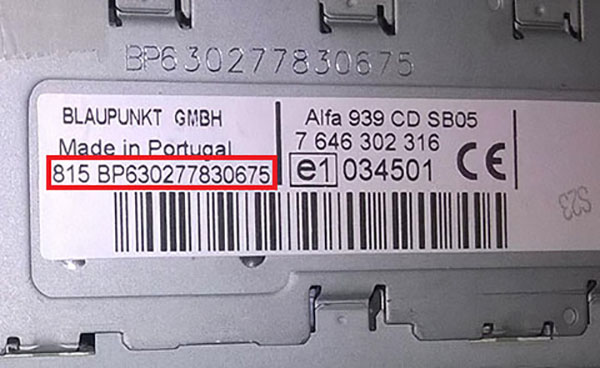 BP630277830675
BLAUPUNKT GMBH
Made in Portugal
815 BP630277830675
Alfa 939 CD SB05
7 646 302 316
e1 034501 CE
S23